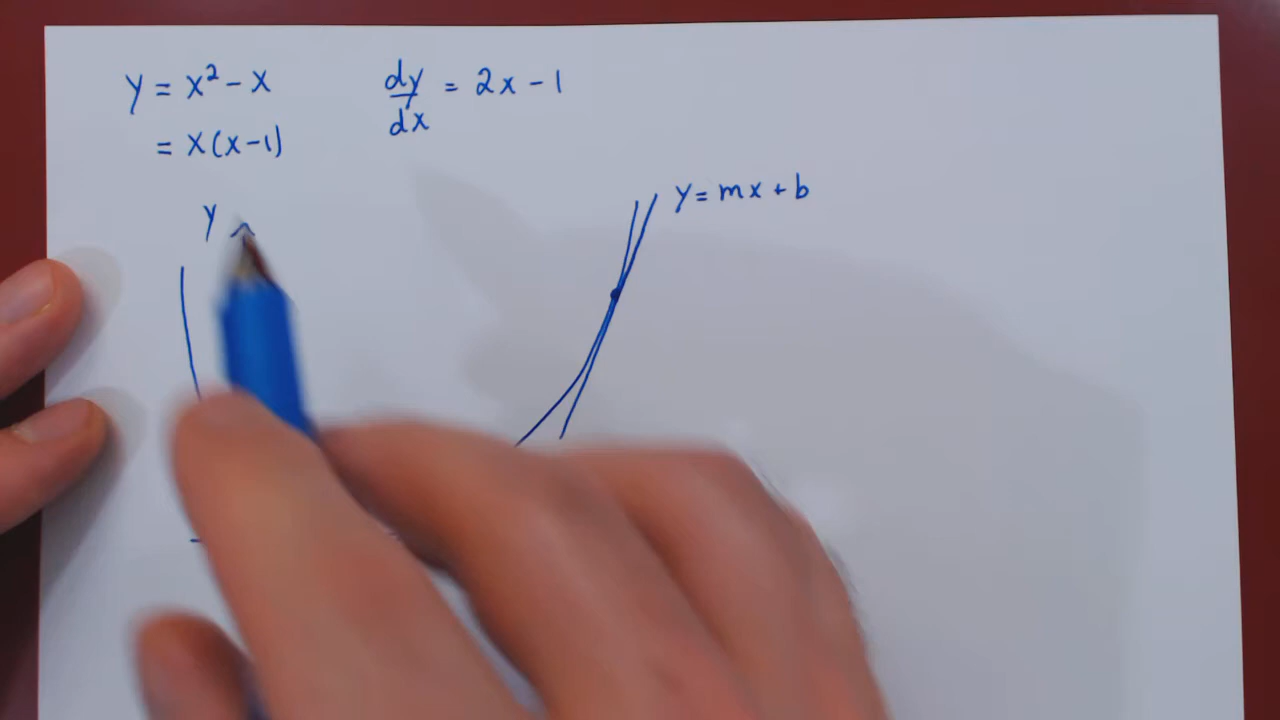 y = x² - x
dy/dx = 2x - 1
= x(x-1)
y
y = mx + b